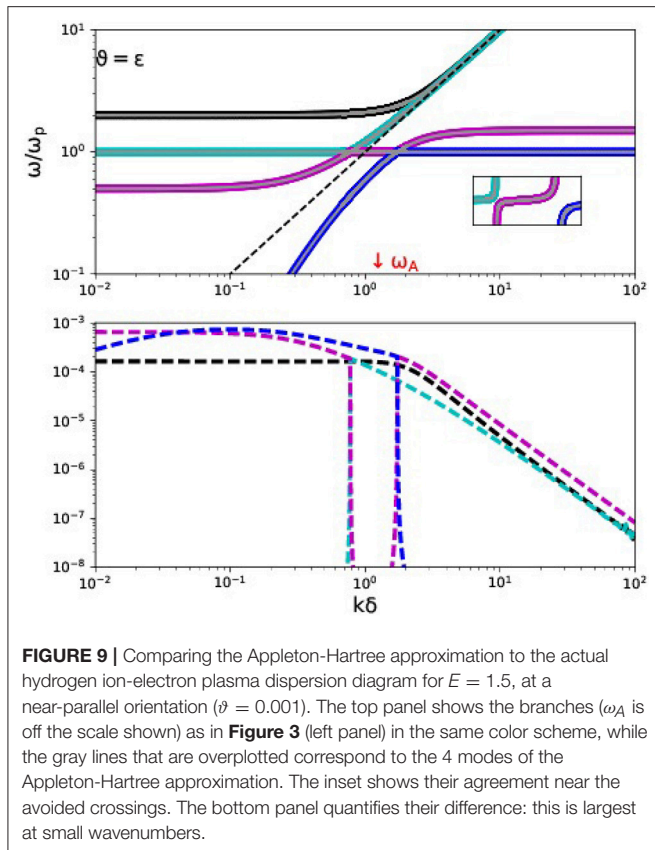 10¹
ϑ = ε
ω/ωₚ
10⁰
10⁻¹
↓ ω_A
10⁻² 10⁻¹ 10⁰ 10¹ 10²
10⁻³
10⁻⁴
10⁻⁵
10⁻⁶
10⁻⁷
10⁻⁸
10⁻² 10⁻¹ 10⁰ 10¹ 10²
kδ
FIGURE 9 | Comparing the Appleton-Hartree approximation to the actual
hydrogen ion-electron plasma dispersion diagram for E = 1.5, at a
near-parallel orientation (ϑ = 0.001). The top panel shows the branches (ω_A is
off the scale shown) as in Figure 3 (left panel) in the same color scheme, while
the gray lines that are overplotted correspond to the 4 modes of the
Appleton-Hartree approximation. The inset shows their agreement near the
avoided crossings. The bottom panel quantifies their difference: this is largest
at small wavenumbers.